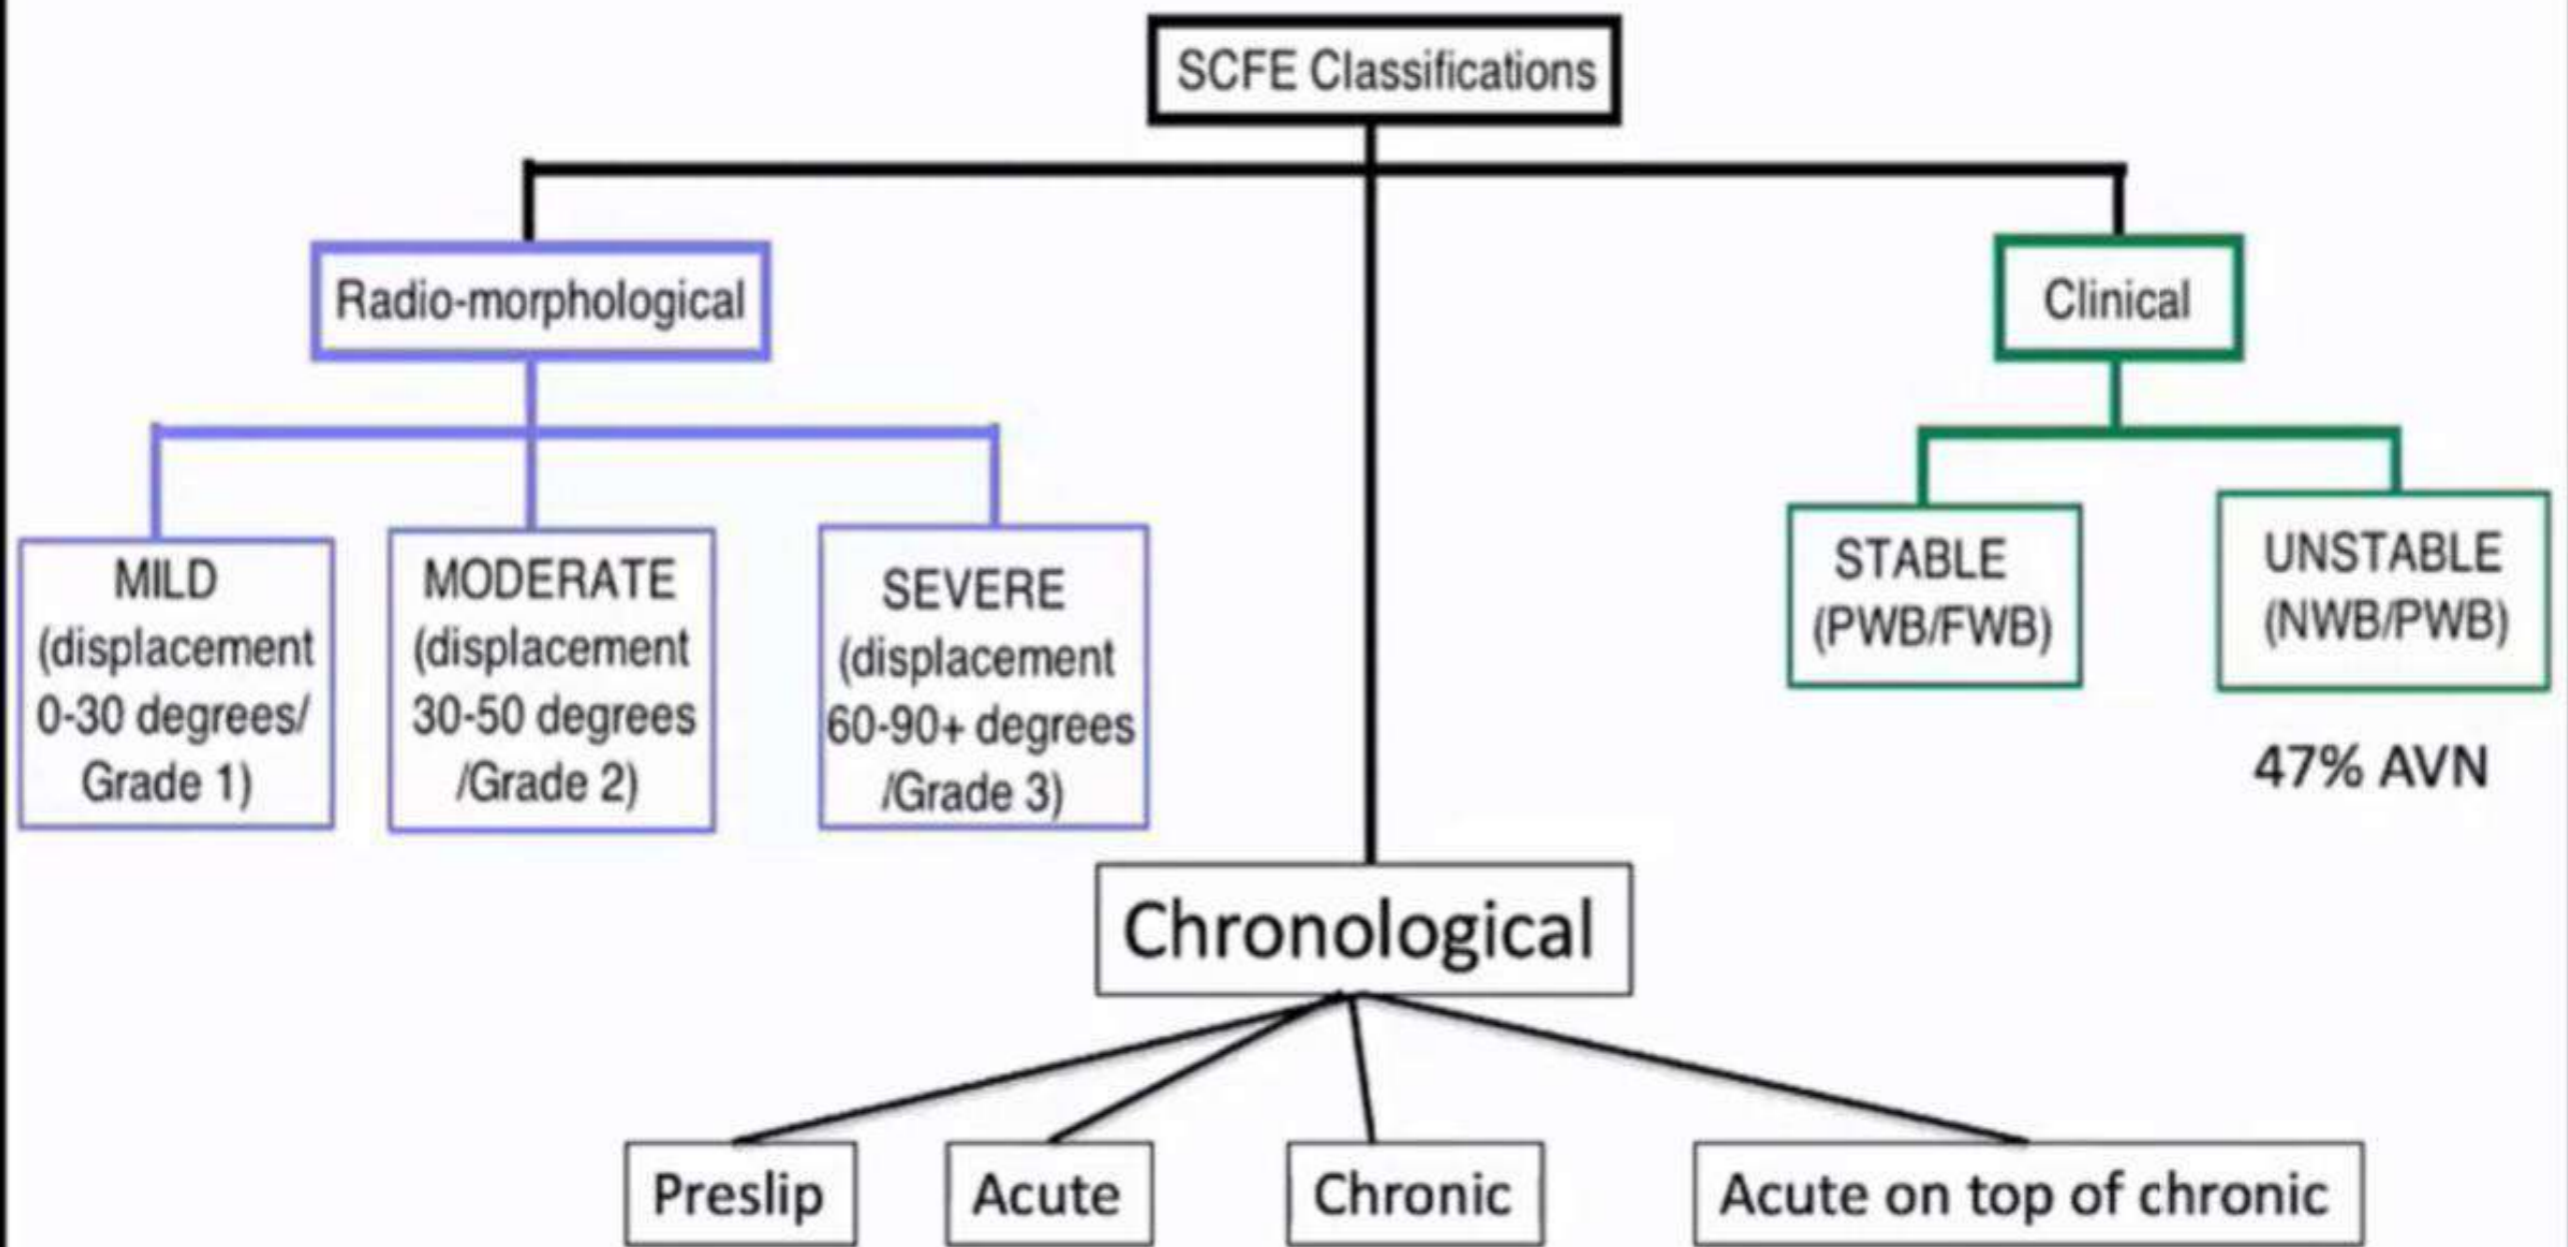 SCFE Classifications
Radio-morphological
Clinical
MILD
(displacement
0-30 degrees/
Grade 1)
MODERATE
(displacement
30-50 degrees
/Grade 2)
SEVERE
(displacement
60-90+ degrees
/Grade 3)
STABLE
(PWB/FWB)
UNSTABLE
(NWB/PWB)
47% AVN
Chronological
Preslip
Acute
Chronic
Acute on top of chronic